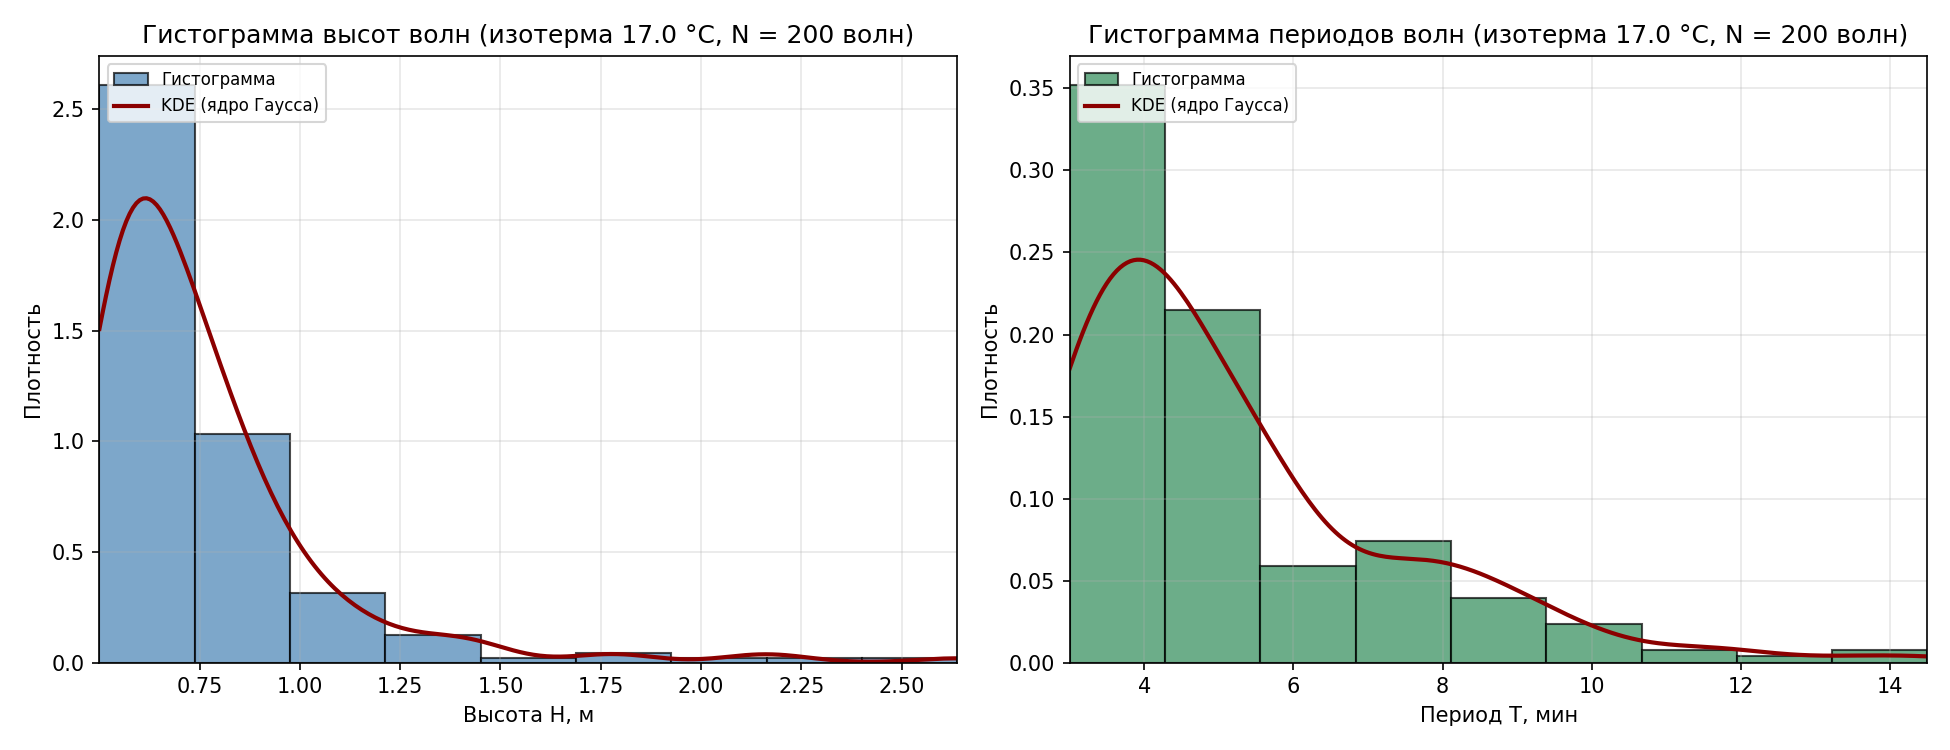 Гистограмма высот волн (изотерма 17.0 °C, N = 200 волн)
Гистограмма
KDE (ядро Гаусса)
Плотность
2.5
2.0
1.5
1.0
0.5
0.0
0.75
1.00
1.25
1.50
1.75
2.00
2.25
2.50
Высота H, м
Гистограмма периодов волн (изотерма 17.0 °C, N = 200 волн)
Гистограмма
KDE (ядро Гаусса)
Плотность
0.35
0.30
0.25
0.20
0.15
0.10
0.05
0.00
4
6
8
10
12
14
Период T, мин